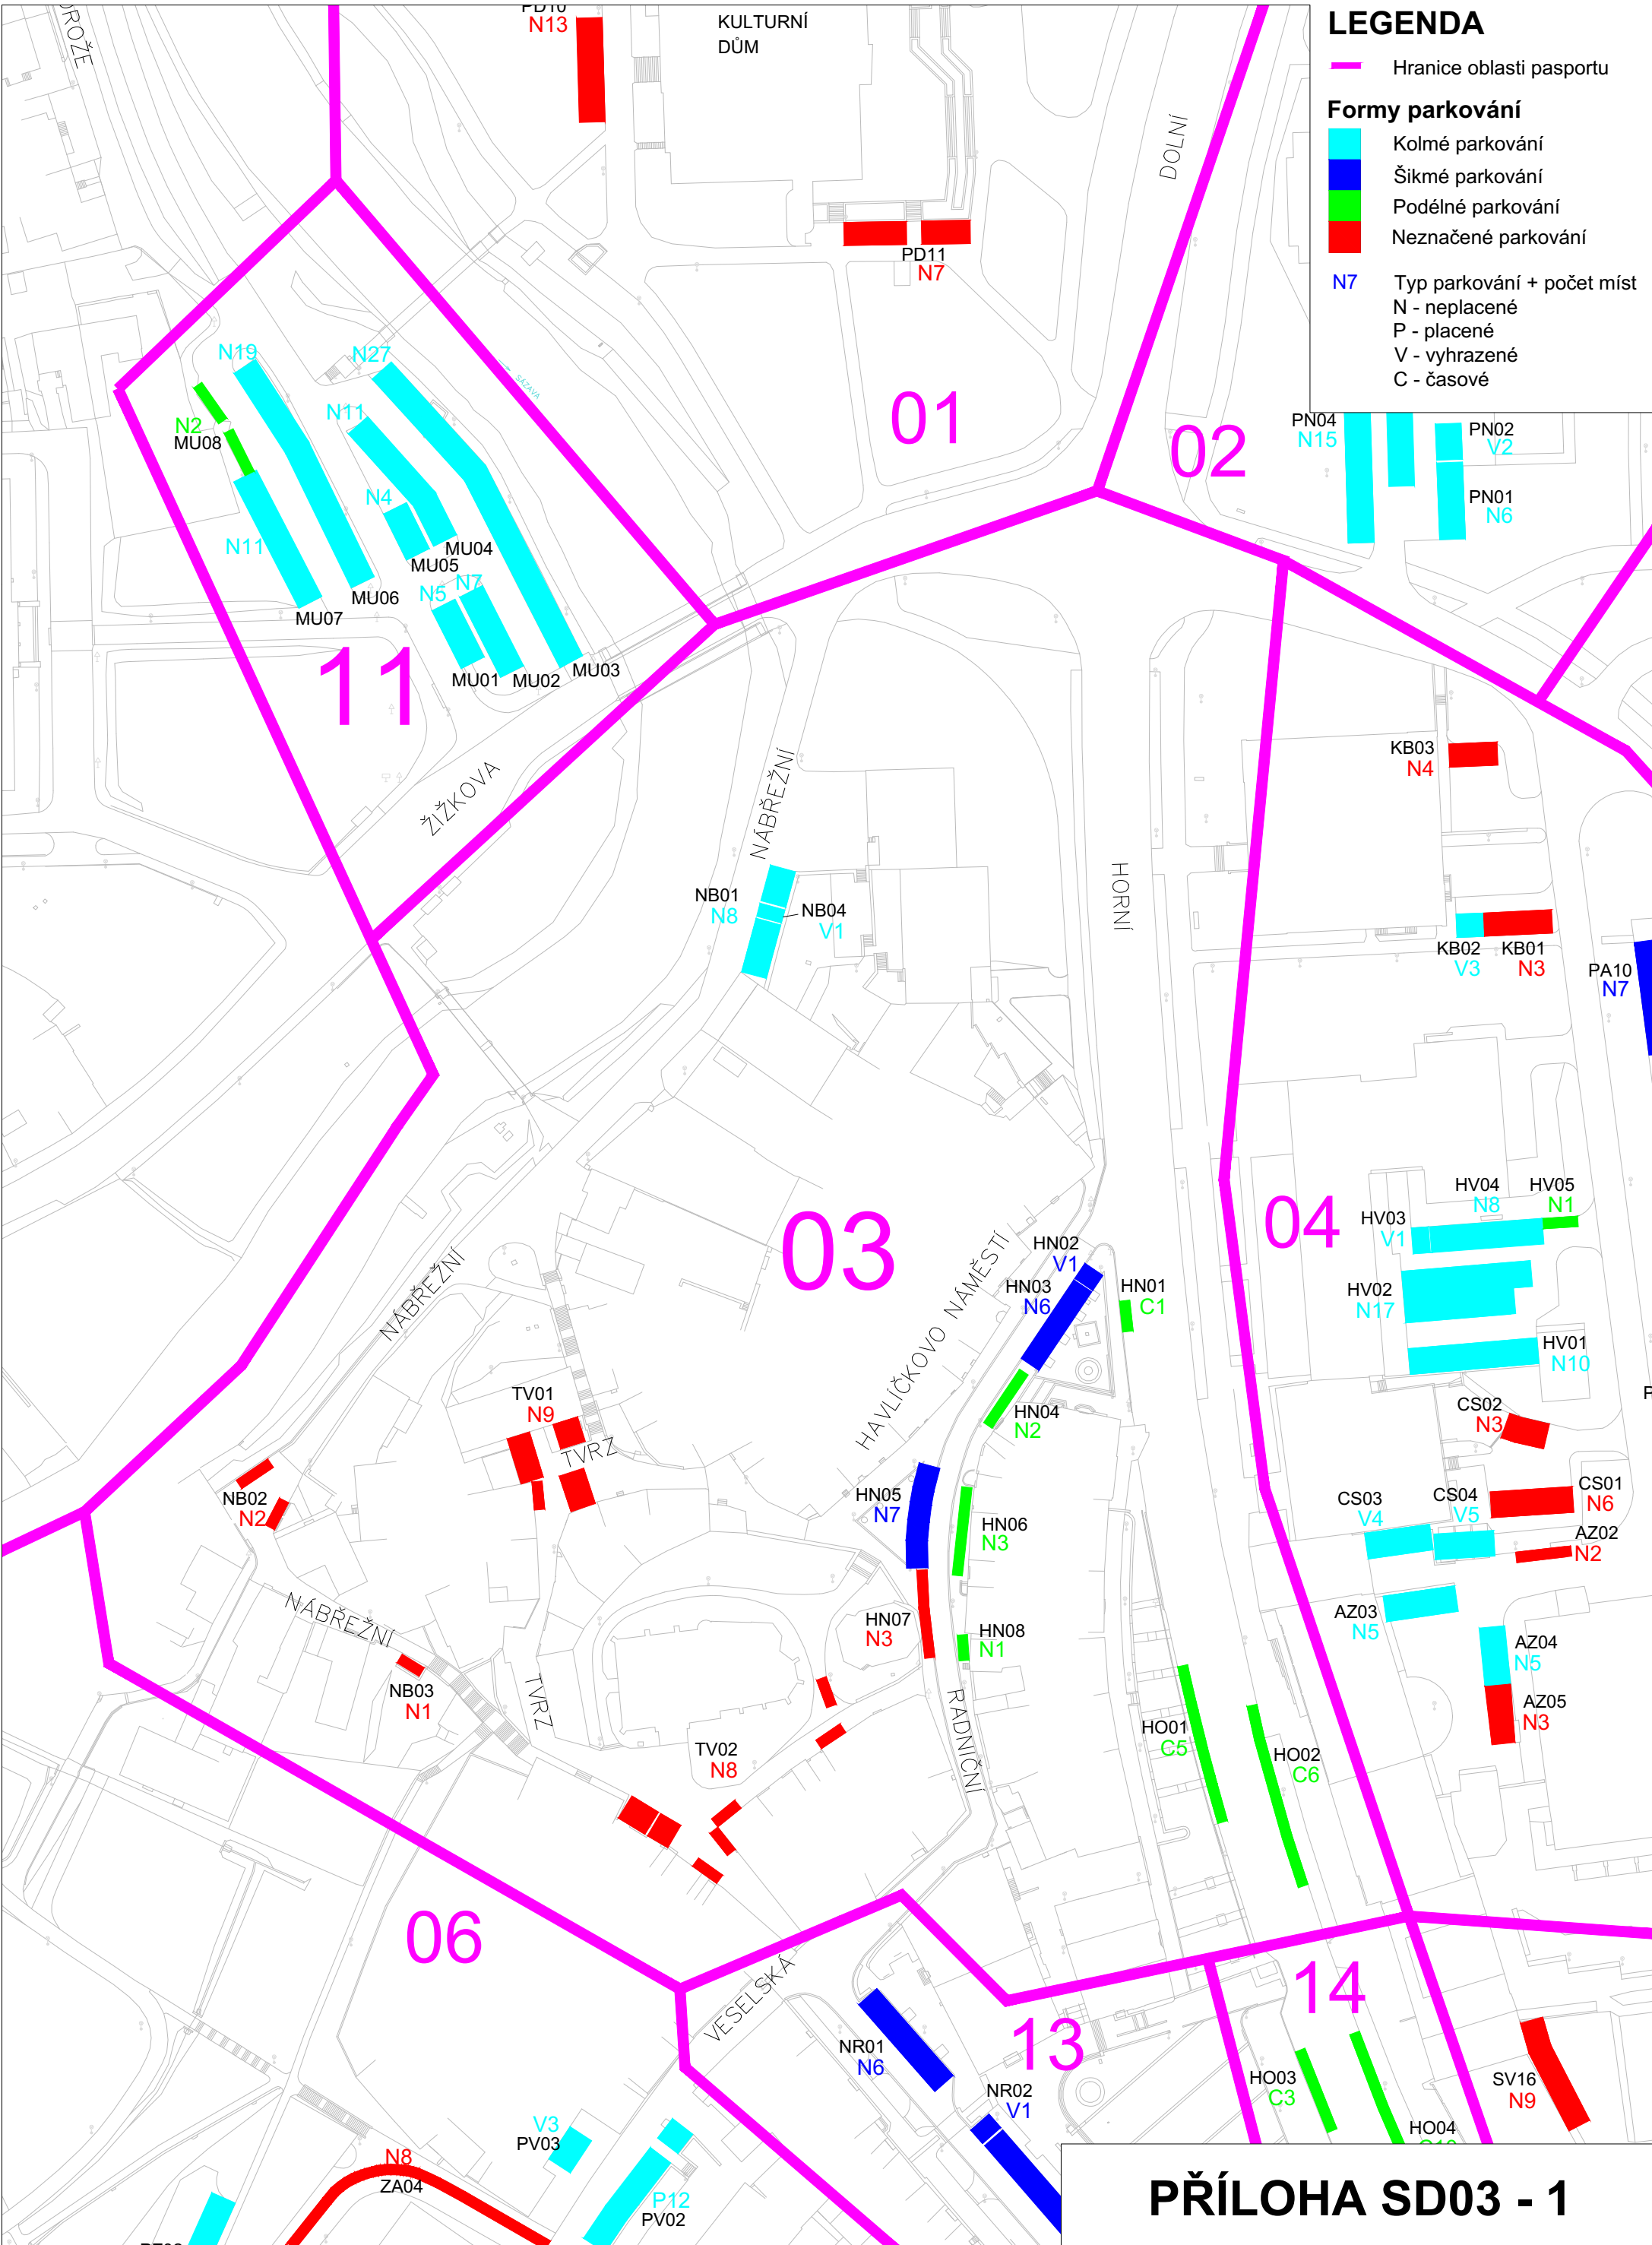 LEGENDA
Hranice oblasti pasportu
Formy parkování
Kolmé parkování
Šikmé parkování
Podélné parkování
Neznačené parkování
N7 Typ parkování + počet míst
N - neplacené
P - placené
V - vyhrazené
C - časové
N13
KULTURNÍ
DŮM
DOLNÍ
PD11
N7
01
02
PN04
N15
PN02
V2
PN01
N6
N19
N27
SÁZAVA
N2
MU08
N11
N4
N11
MU04
MU05
N5
N7
MU06
MU07
MU01
MU02
MU03
11
ŽIŽKOVA
NÁBŘEŽNÍ
NB01
N8
NB04
V1
HORNÍ
KB03
N4
KB02
V3
KB01
N3
PA10
N7
03
04
NÁBŘEŽNÍ
HAVLÍČKOVO NÁMĚSTÍ
HN02
V1
HN03
N6
HN01
C1
HN04
N2
HV04
N8
HV05
N1
HV03
V1
HV02
N17
HV01
N10
TV01
N9
TVRZ
NB02
N2
HN05
N7
HN06
N3
HN07
N3
HN08
N1
CS02
N3
CS03
V4
CS04
V5
CS01
N6
AZ02
N2
AZ03
N5
AZ04
N5
AZ05
N3
NÁBŘEŽNÍ
NB03
N1
TVRZ
TV02
N8
RADNIČNÍ
HO01
C5
HO02
C6
06
VESELSKÁ
13
14
NR01
N6
NR02
V1
HO03
C3
HO04
SV16
N9
V3
PV03
N8
ZA04
P12
PV02
PŘÍLOHA SD03 - 1